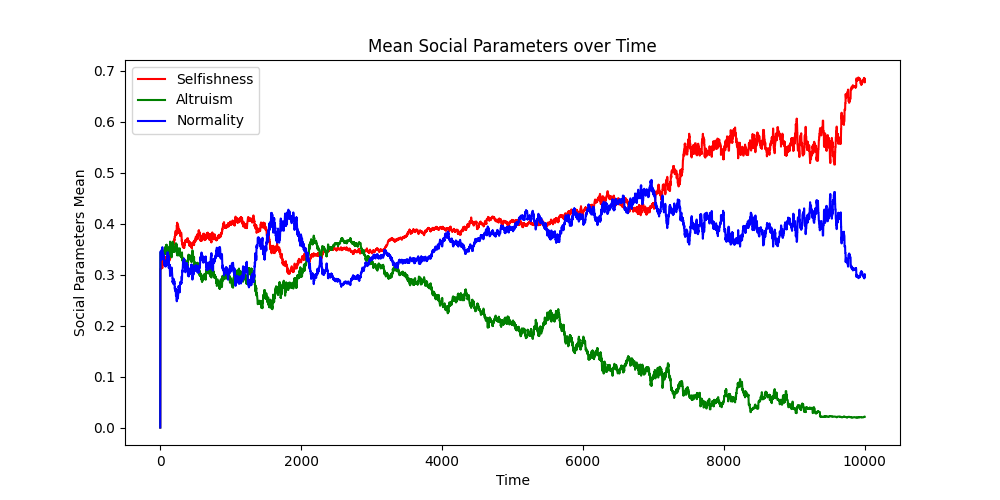 Mean Social Parameters over Time
Selfishness
Altruism
Normality
Social Parameters Mean
0.7
0.6
0.5
0.4
0.3
0.2
0.1
0.0
0 2000 4000 6000 8000 10000
Time